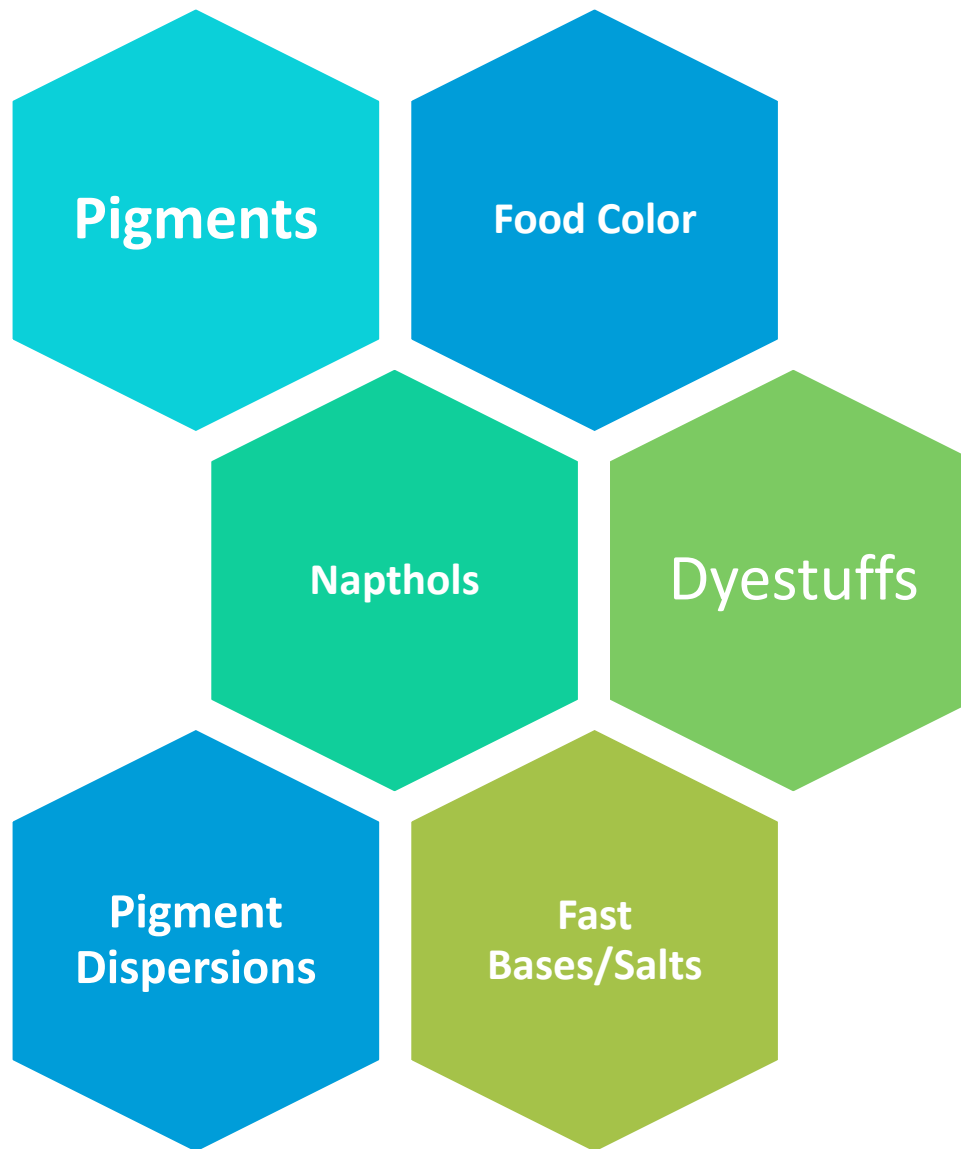 Pigments
Food Color
Napthols
Dyestuffs
Pigment
Dispersions
Fast
Bases/Salts